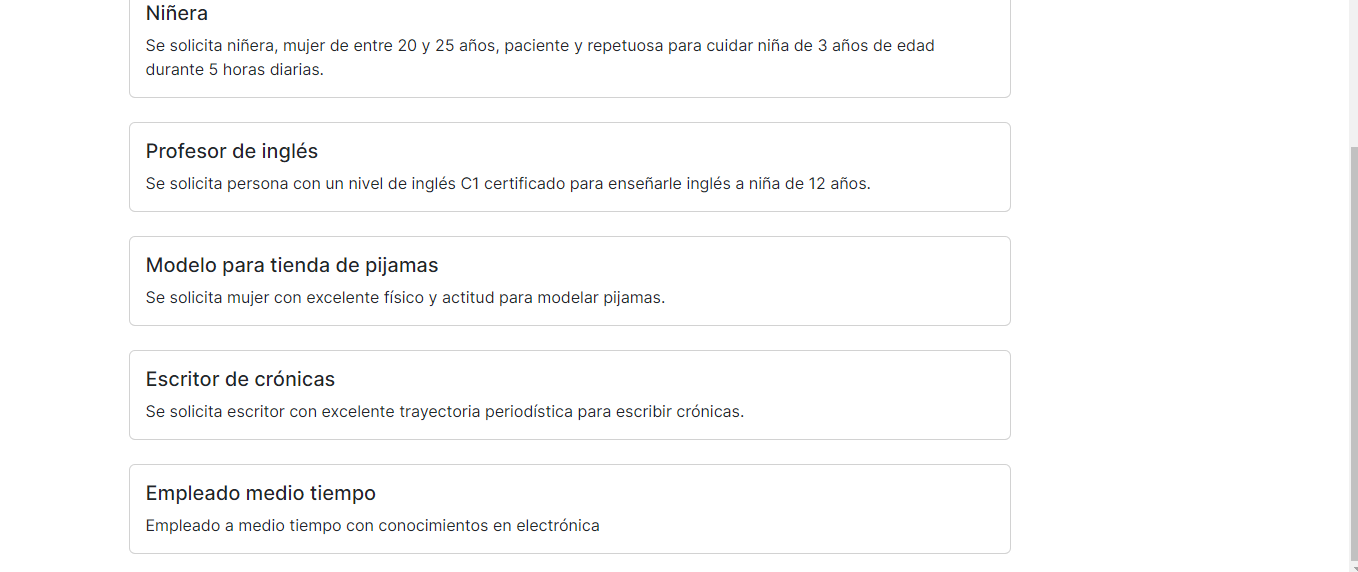 Niñera
Se solicita niñera, mujer de entre 20 y 25 años, paciente y repetuosa para cuidar niña de 3 años de edad
durante 5 horas diarias.
Profesor de inglés
Se solicita persona con un nivel de inglés C1 certificado para enseñarle inglés a niña de 12 años.
Modelo para tienda de pijamas
Se solicita mujer con excelente físico y actitud para modelar pijamas.
Escritor de crónicas
Se solicita escritor con excelente trayectoria periodística para escribir crónicas.
Empleado medio tiempo
Empleado a medio tiempo con conocimientos en electrónica